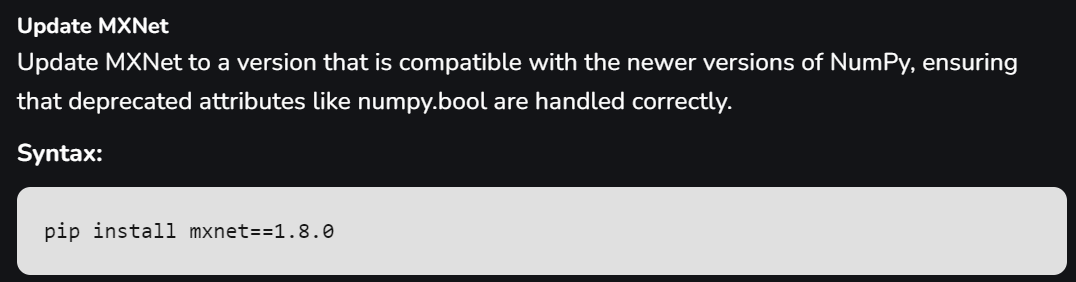 Update MXNet
Update MXNet to a version that is compatible with the newer versions of NumPy, ensuring
that deprecated attributes like numpy.bool are handled correctly.
Syntax:
pip install mxnet==1.8.0